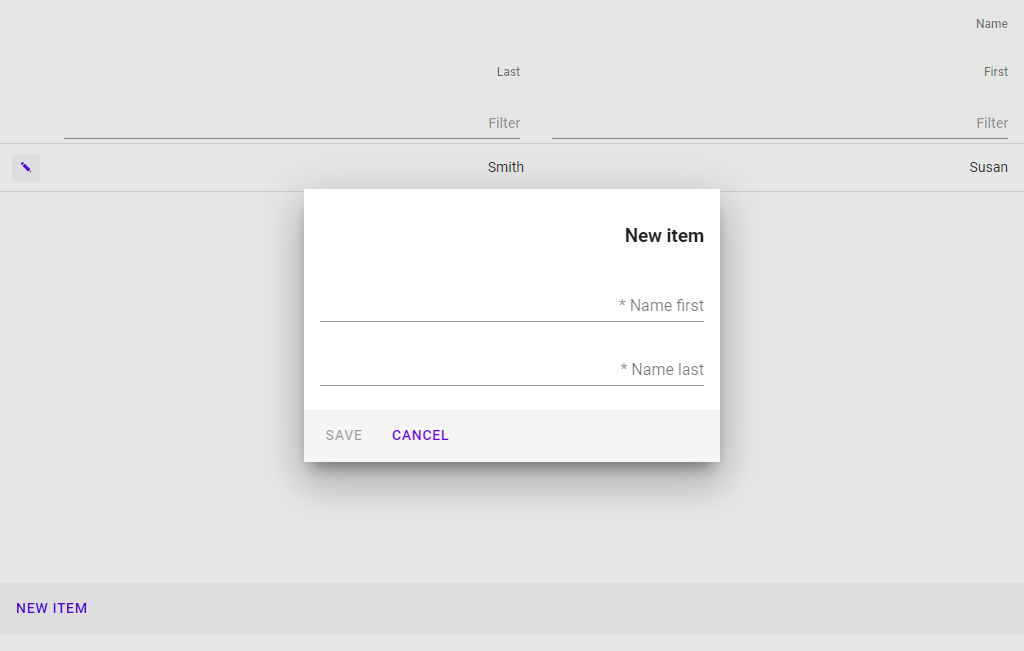 Name
First Last
Filter Filter
Susan Smith
New item
* Name first
* Name last
SAVE CANCEL
NEW ITEM